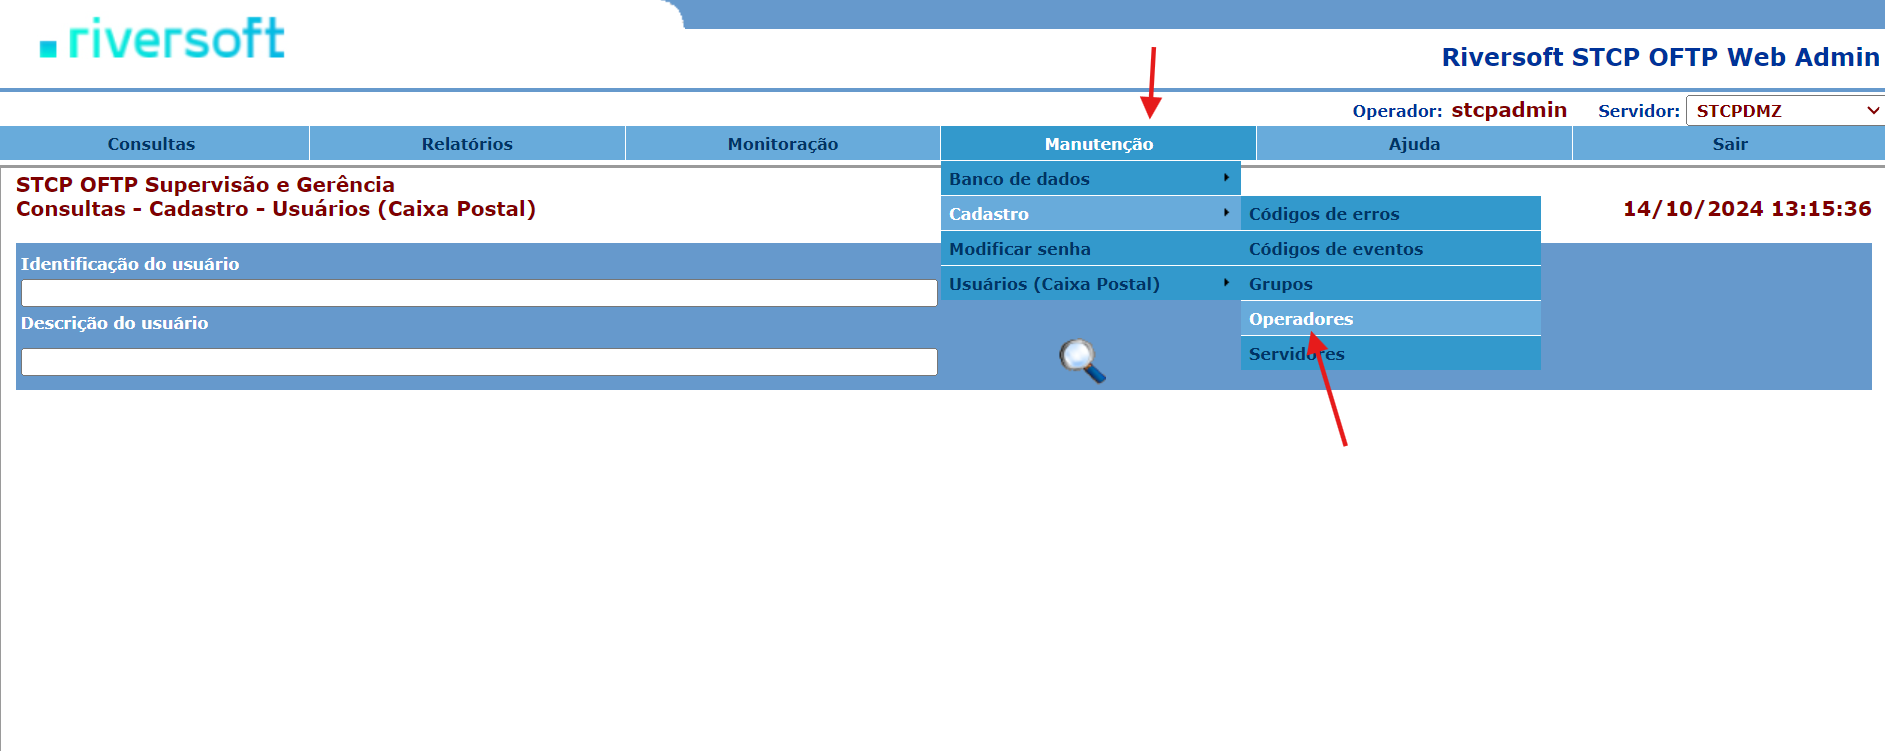 riversoft
Riversoft STCP OFTP Web Admin
Operador: stcpadmin Servidor: STCPDMZ
Consultas Relatórios Monitoração Manutenção Ajuda Sair
STCP OFTP Supervisão e Gerência
Consultas - Cadastro - Usuários (Caixa Postal)
14/10/2024 13:15:36
Banco de dados
Cadastro
Modificar senha
Usuários (Caixa Postal)
Códigos de erros
Códigos de eventos
Grupos
Operadores
Servidores
Identificação do usuário
Descrição do usuário